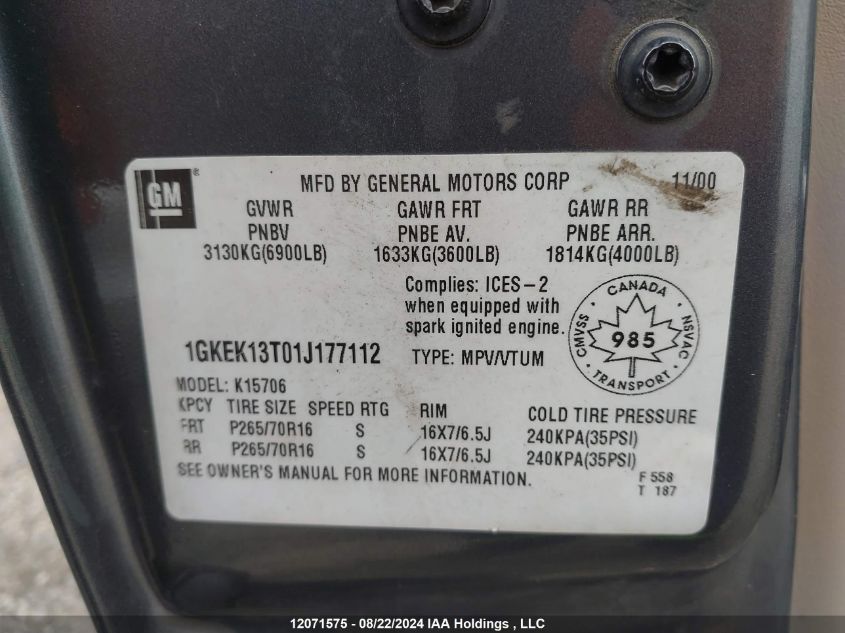 GM ® MFD BY GENERAL MOTORS CORP 11/00
GVWR GAWR FRT GAWR RR
PNBV PNBE AV. PNBE ARR.
3130KG(6900LB) 1633KG(3600LB) 1814KG(4000LB)
Complies: ICES-2
when equipped with
spark ignited engine.
CANADA
CMVSS 985 NSVAC
TRANSPORT
1GKEK13T01J177112 TYPE: MPV/VTUM
MODEL: K15706
KPCY TIRE SIZE SPEED RTG RIM COLD TIRE PRESSURE
FRT P265/70R16 S 16X7/6.5J 240KPA(35PSI)
RR P265/70R16 S 16X7/6.5J 240KPA(35PSI)
SEE OWNER'S MANUAL FOR MORE INFORMATION.
F 558
T 187
12071575 - 08/22/2024 IAA Holdings , LLC